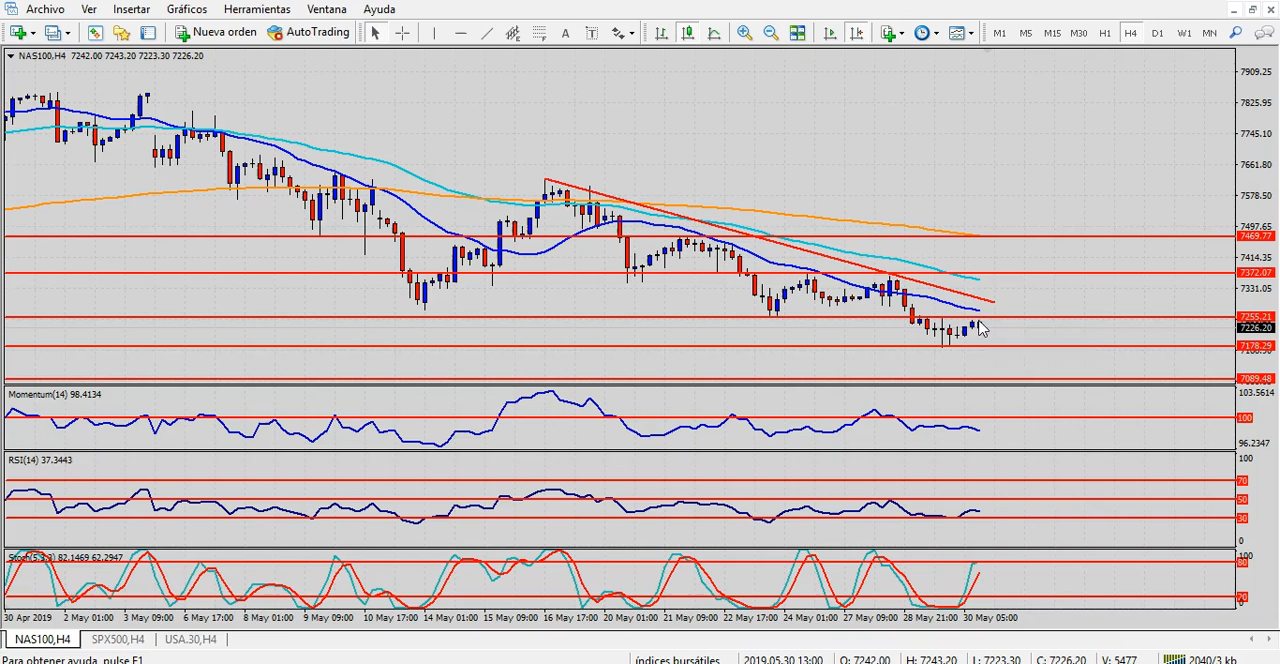 Archivo Ver Insertar Gráficos Herramientas Ventana Ayuda
Nueva orden AutoTrading A T M1 M5 M15 M30 H1 H4 D1 W1 MN
NAS100,H4 7242.00 7243.20 7223.30 7226.20
7909.25
7825.95
7745.10
7661.80
7578.50
7497.65
7469.77
7414.35
7372.07
7331.05
7255.21
7226.20
7178.29
7089.48
Momentum(14) 98.4134
103.5614
100
96.2347
RSI(14) 37.3443
100
70
50
30
0
Stoch(5,3,3) 82.1469 62.2947
100
80
20
0
30 Apr 2019 2 May 01:00 3 May 09:00 6 May 17:00 8 May 01:00 9 May 09:00 10 May 17:00 14 May 01:00 15 May 09:00 16 May 17:00 20 May 01:00 21 May 09:00 22 May 17:00 24 May 01:00 27 May 09:00 28 May 21:00 30 May 05:00
NAS100,H4 SPX500,H4 USA.30,H4
Para obtener ayuda, pulse F1 índices bursátiles 2019.05.30 13:00 O: 7242.00 H: 7243.20 L: 7223.30 C: 7226.20 V: 5477 2040/3 kb